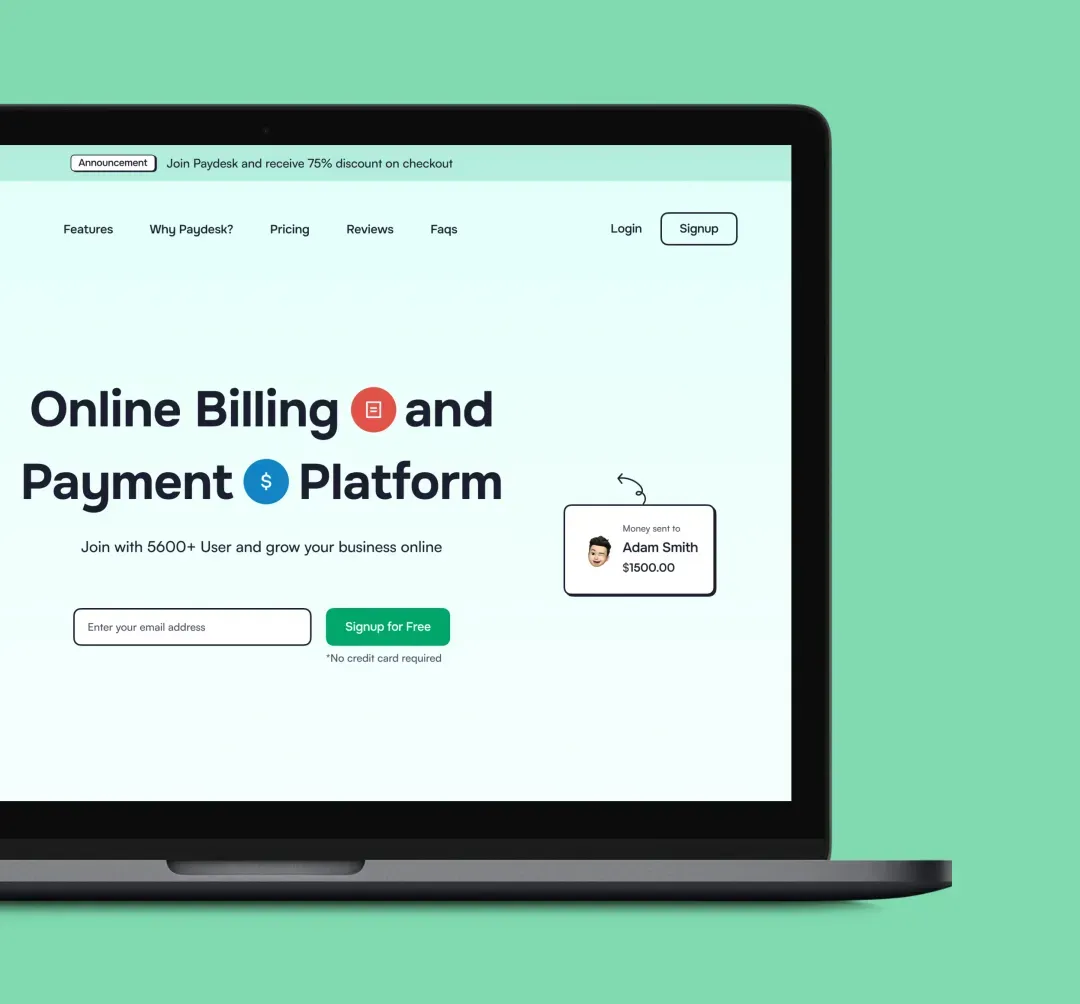 Announcement Join Paydesk and receive 75% discount on checkout
Features Why Paydesk? Pricing Reviews Faqs Login Signup
Online Billing and
Payment $ Platform
Join with 5600+ User and grow your business online
Money sent to
Adam Smith
$1500.00
Enter your email address Signup for Free
*No credit card required